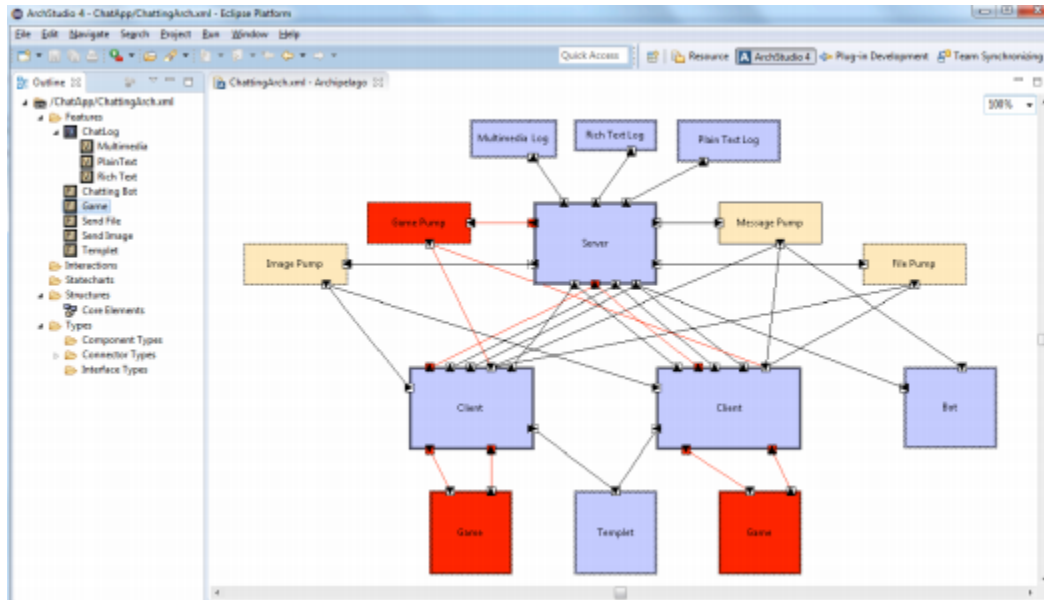 ArchStudio 4 - ChatApp/ChattingArch.xml - Eclipse Platform
File Edit Navigate Search Project Run Window Help
Quick Access
Resource
ArchStudio 4
Plug-in Development
Team Synchronizing
Outline
ChattingArch.xml - Archipelago
/ChatApp/ChattingArch.xml
Features
ChatLog
Multimedia
PlainText
Rich Text
Chatting Bot
Game
Send File
Send Image
Templet
Interactions
Statecharts
Structures
Core Elements
Types
Component Types
Connector Types
Interface Types
100%
Multimedia Log
Rich Text Log
Plain Text Log
Game Pump
Server
Message Pump
Image Pump
File Pump
Client
Client
Bot
Game
Templet
Game